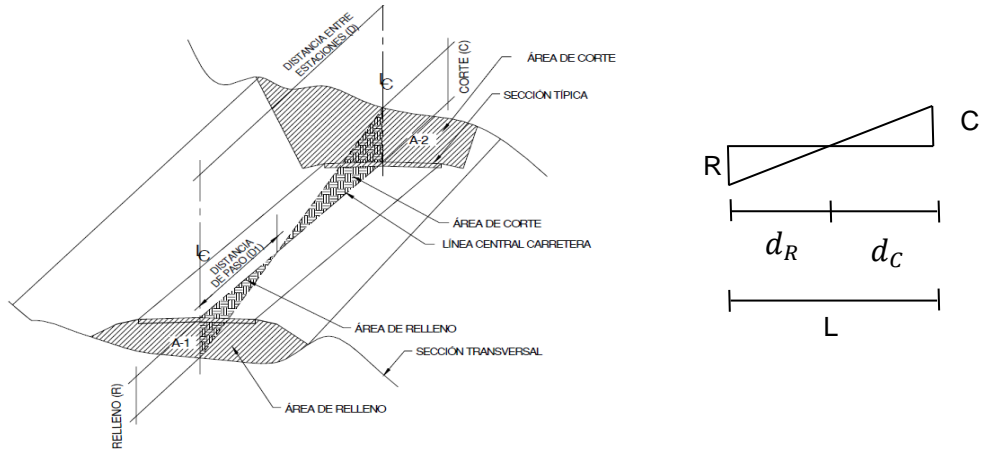 DISTANCIA ENTRE
ESTACIONES (D)
℄
CORTE (C)
ÁREA DE CORTE
SECCIÓN TÍPICA
A-2
ÁREA DE CORTE
LÍNEA CENTRAL CARRETERA
℄
DISTANCIA
DE PASO (D1)
ÁREA DE RELLENO
A-1
SECCIÓN TRANSVERSAL
RELLENO (R)
ÁREA DE RELLENO
C
R
d_R
d_C
L